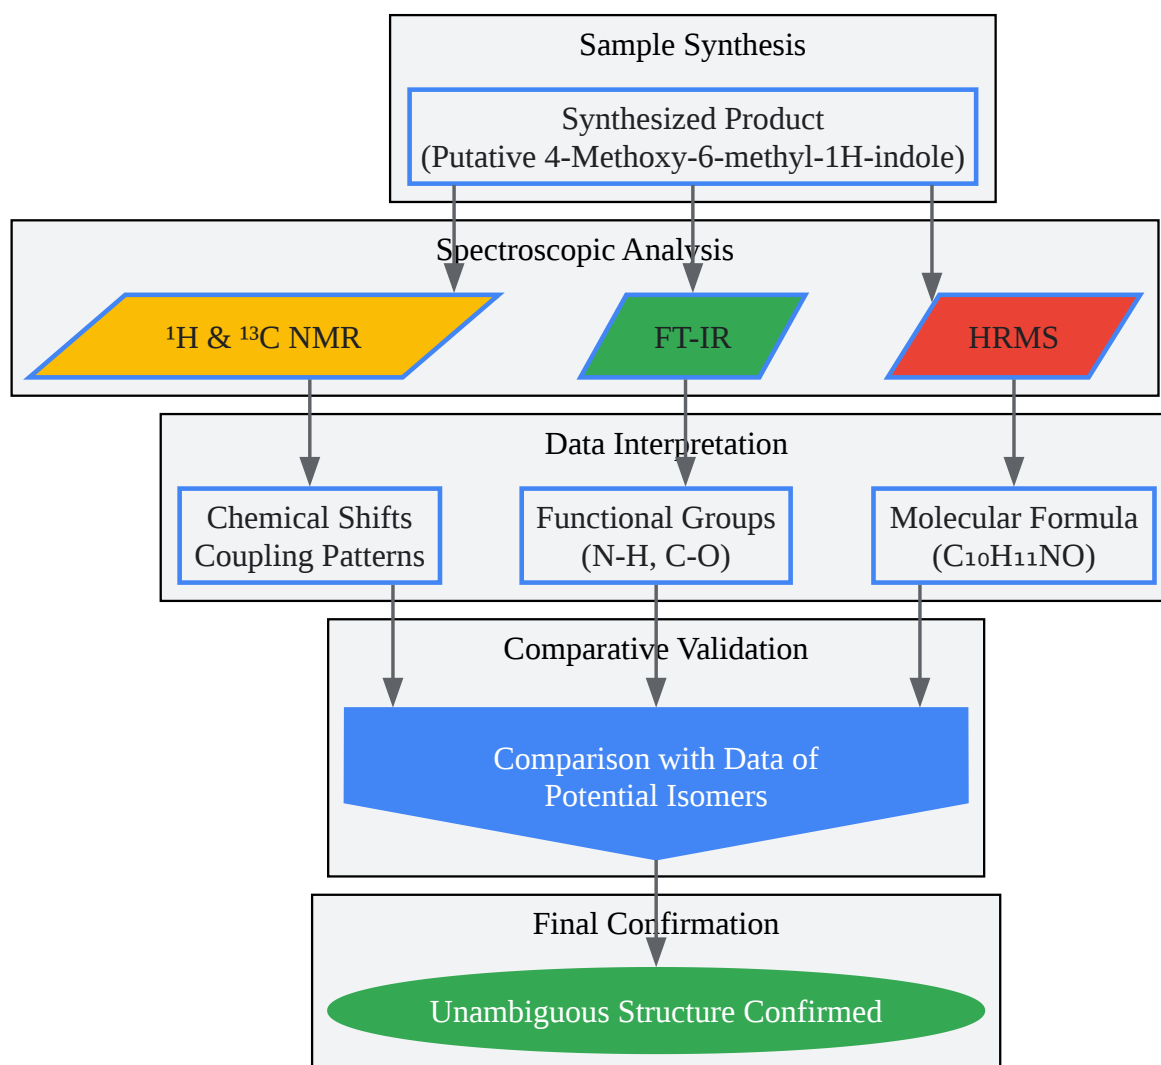 Sample Synthesis
Synthesized Product
(Putative 4-Methoxy-6-methyl-1H-indole)
Spectroscopic Analysis
¹H & ¹³C NMR
FT-IR
HRMS
Data Interpretation
Chemical Shifts
Coupling Patterns
Functional Groups
(N-H, C-O)
Molecular Formula
(C₁₀H₁₁NO)
Comparative Validation
Comparison with Data of
Potential Isomers
Final Confirmation
Unambiguous Structure Confirmed